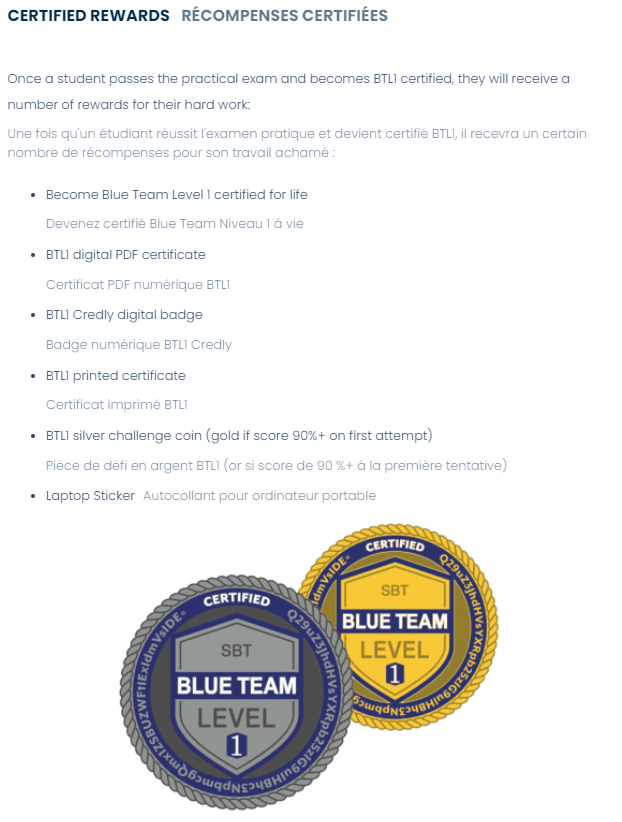 CERTIFIED REWARDS RÉCOMPENSES CERTIFIÉES
Once a student passes the practical exam and becomes BTL1 certified, they will receive a
number of rewards for their hard work:
Une fois qu'un étudiant réussit l'examen pratique et devient certifié BTL1, il recevra un certain
nombre de récompenses pour son travail acharné :
• Become Blue Team Level 1 certified for life
Devenez certifié Blue Team Niveau 1 à vie
• BTL1 digital PDF certificate
Certificat PDF numérique BTL1
• BTL1 Credly digital badge
Badge numérique BTL1 Credly
• BTL1 printed certificate
Certificat imprimé BTL1
• BTL1 silver challenge coin (gold if score 90%+ on first attempt)
Pièce de défi en argent BTL1 (or si score de 90 %+ à la première tentative)
• Laptop Sticker Autocollant pour ordinateur portable
CERTIFIED
SBT
BLUE TEAM
LEVEL
1
CERTIFIED
SBT
BLUE TEAM
LEVEL
1